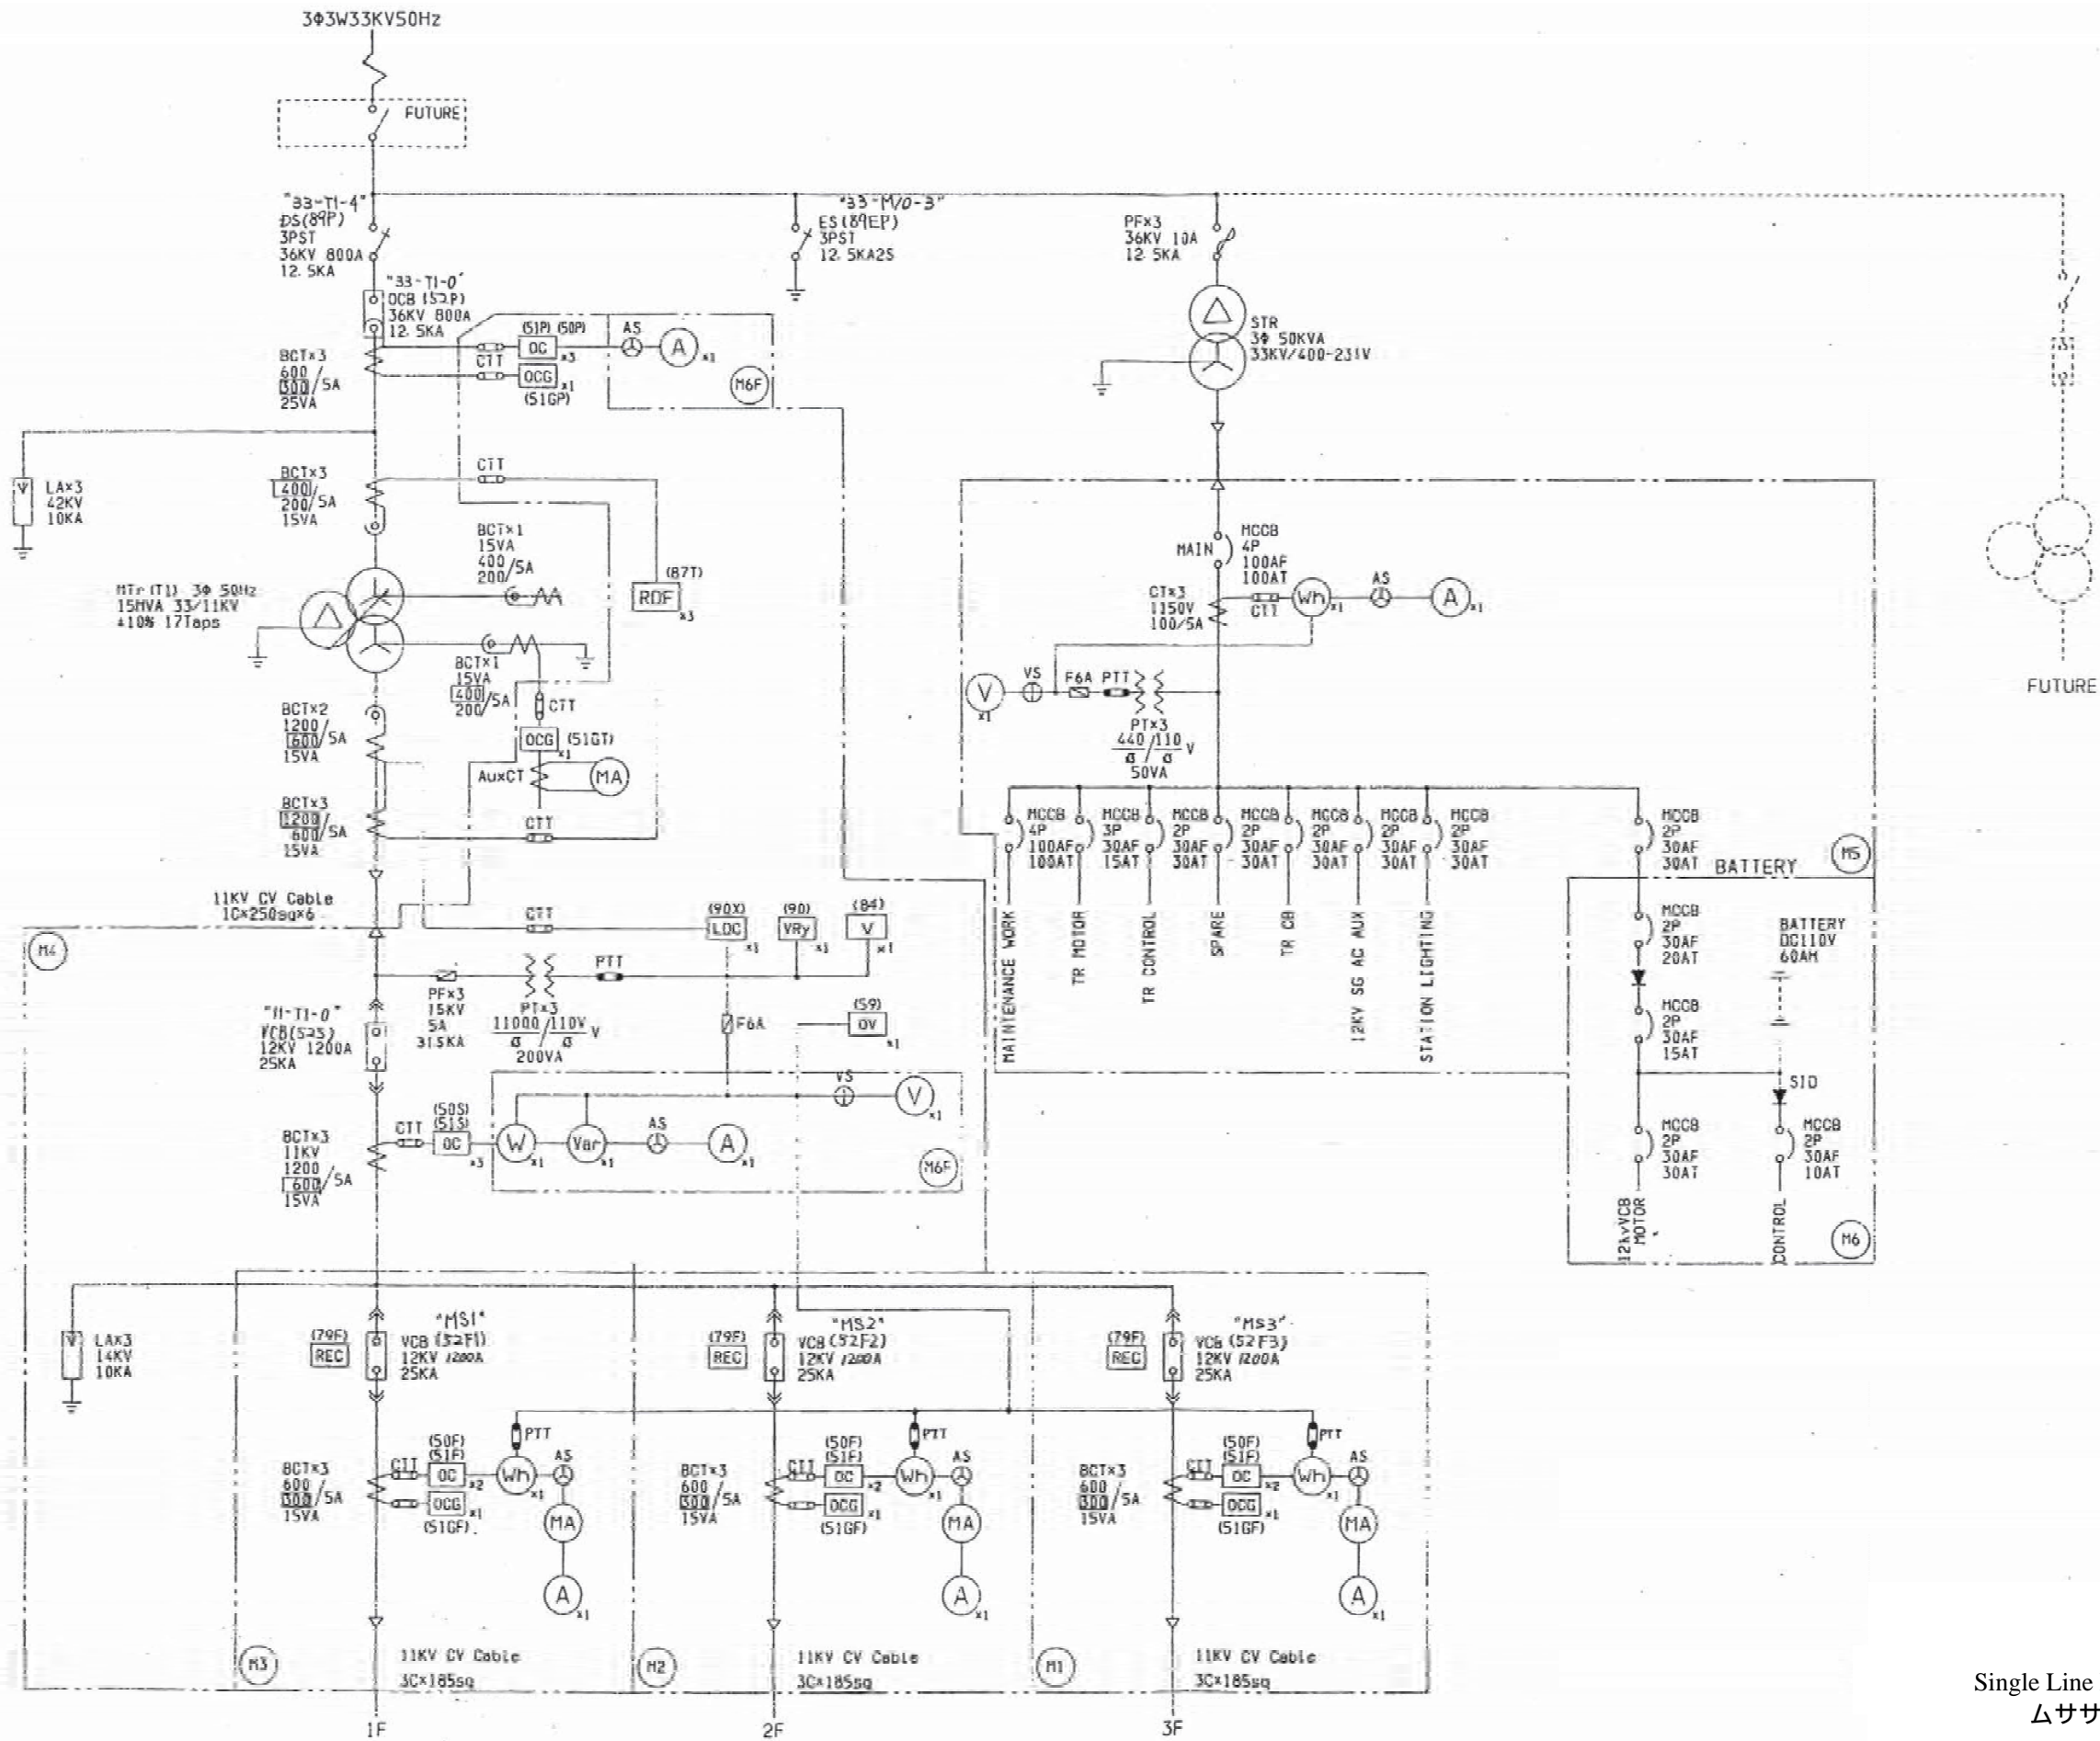 3Φ3W33KV50Hz
FUTURE
"33-T1-4"
DS(89P)
3PST
36KV 800A
12.5KA
"33-M/0-3"
ES(89EP)
3PST
12.5KA2S
PF×3
36KV 10A
12.5KA
"33-T1-0"
OCB (52P)
36KV 800A
12.5KA
BCT×3
600
300/5A
25VA
CTT
(51P) (50P)
OC
×3
AS
A
×1
CTT
OCG
×1
(51GP)
M6F
STR
3Φ 50KVA
33KV/400-231V
LA×3
42KV
10KA
BCT×3
400
200/5A
15VA
CTT
BCT×1
15VA
400
200/5A
(87T)
RDF
×3
MTr(T1) 3Φ 50Hz
15MVA 33/11KV
±10% 17Taps
BCT×1
15VA
400
200/5A
CTT
OCG
(51GT)
×1
AuxCT
MA
BCT×2
1200
600/5A
15VA
BCT×3
1200
600/5A
15VA
CTT
MAIN
MCCB
4P
100AF
100AT
CT×3
1150V
100/5A
CTT
Wh
×1
AS
A
×1
V
×1
VS
F6A
PTT
PT×3
440/110 V
50VA
FUTURE
MCCB
4P
100AF
100AT
MCCB
3P
30AF
15AT
MCCB
2P
30AF
30AT
MCCB
2P
30AF
30AT
MCCB
2P
30AF
30AT
MCCB
2P
30AF
30AT
MCCB
2P
30AF
30AT
MCCB
2P
30AF
30AT
M5
MAINTENANCE WORK
TR MOTOR
TR CONTROL
SPARE
TR CB
12KV SG AC AUX
STATION LIGHTING
BATTERY
MCCB
2P
30AF
20AT
BATTERY
DC110V
60AH
MCCB
2P
30AF
15AT
SID
MCCB
2P
30AF
30AT
MCCB
2P
30AF
10AT
12kVVCB
MOTOR
CONTROL
M6
11KV CV Cable
1C×250sq×6
M4
CTT
(90X)
LDC
×1
(90)
VRy
×1
(84)
V
×1
PTT
PF×3
15KV
5A
31.5KA
PT×3
11000/110V V
200VA
F6A
(59)
OV
×1
"11-T1-0"
VCB(52S)
12KV 1200A
25KA
VS
V
×1
BCT×3
11KV
1200
600/5A
15VA
CTT
(50S)
(51S)
OC
×3
W
×1
Var
×1
AS
A
×1
M6F
LA×3
14KV
10KA
(79F)
REC
"MS1"
VCB (52F1)
12KV 1200A
25KA
(79F)
REC
"MS2"
VCB (52F2)
12KV 1200A
25KA
(79F)
REC
"MS3"
VCB (52F3)
12KV 1200A
25KA
BCT×3
600
300/5A
15VA
CTT
(50F)
(51F)
OC
×2
OCG
×1
(51GF)
PTT
Wh
×1
AS
MA
A
×1
BCT×3
600
300/5A
15VA
CTT
(50F)
(51F)
OC
×2
OCG
×1
(51GF)
PTT
Wh
×1
AS
MA
A
×1
BCT×3
600
300/5A
15VA
CTT
(50F)
(51F)
OC
×2
OCG
×1
(51GF)
PTT
Wh
×1
AS
MA
A
×1
M3
11KV CV Cable
3C×185sq
M2
11KV CV Cable
3C×185sq
M1
11KV CV Cable
3C×185sq
1F
2F
3F
Single Line
ムササ